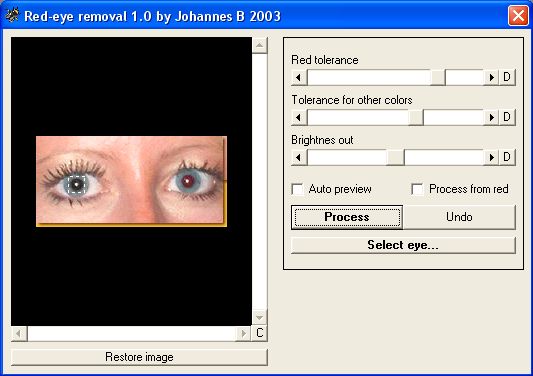 Red-eye removal 1.0 by Johannes B 2003
Red tolerance
D
Tolerance for other colors
D
Brightnes out
D
Auto preview
Process from red
Process
Undo
Select eye...
C
Restore image